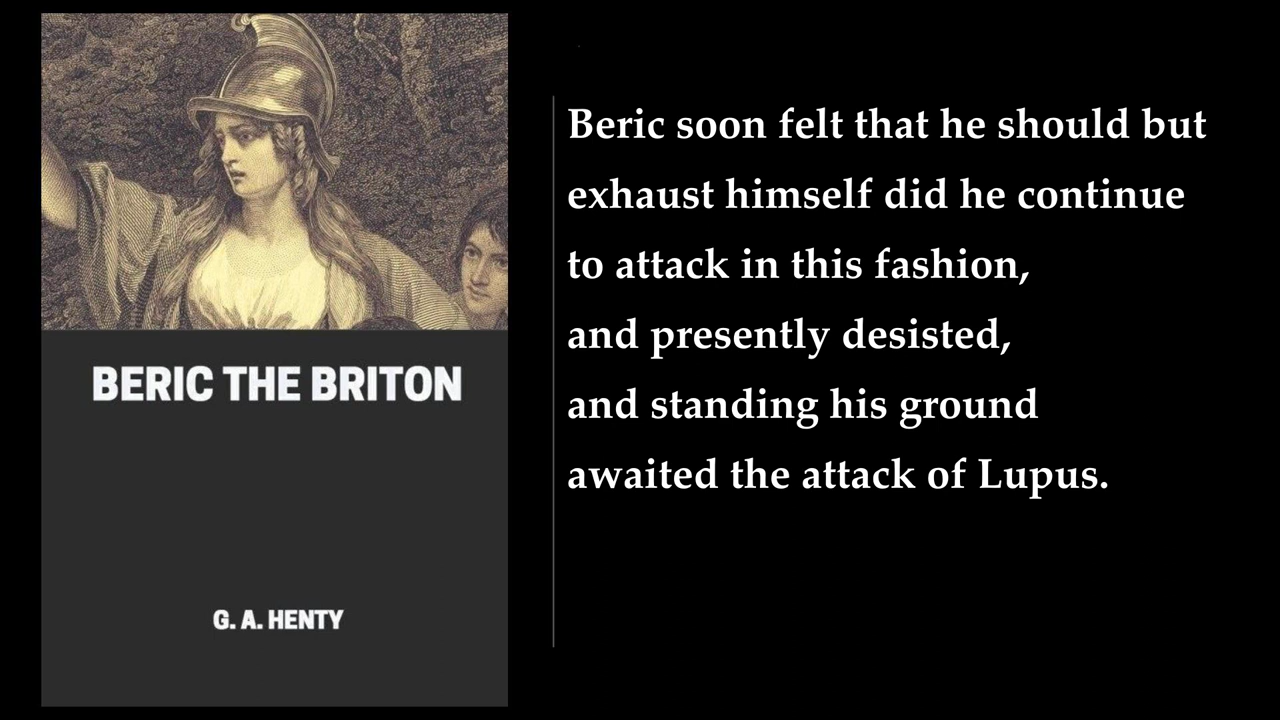 BERIC THE BRITON
G. A. HENTY
Beric soon felt that he should but
exhaust himself did he continue
to attack in this fashion,
and presently desisted,
and standing his ground
awaited the attack of Lupus.